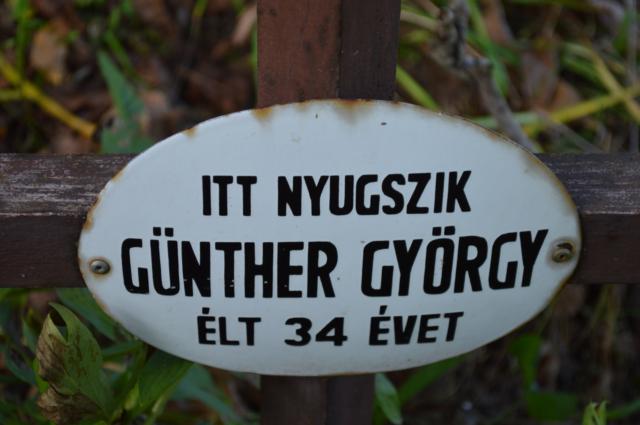 ITT NYUGSZIK
GÜNTHER GYÖRGY
ÉLT 34 ÉVET